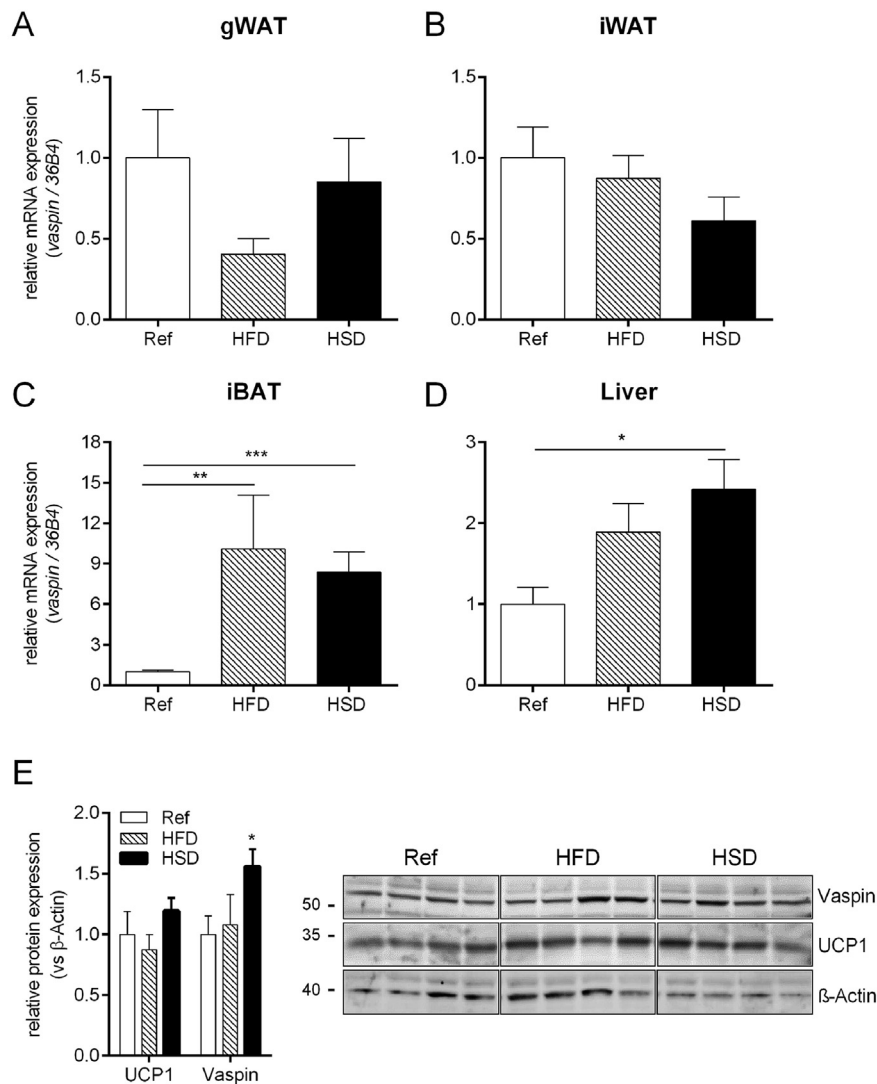 A
gWAT
relative mRNA expression
(vaspin / 36B4)
1.5
1.0
0.5
0.0
Ref HFD HSD
B
iWAT
1.5
1.0
0.5
0.0
Ref HFD HSD
C
iBAT
relative mRNA expression
(vaspin / 36B4)
18
15
12
9
6
3
0
***
**
Ref HFD HSD
D
Liver
3
2
1
0
*
Ref HFD HSD
E
relative protein expression
(vs β-Actin)
2.0
1.5
1.0
0.5
0.0
Ref
HFD
HSD
*
UCP1 Vaspin
Ref HFD HSD
50 - Vaspin
35 - UCP1
40 - ß-Actin